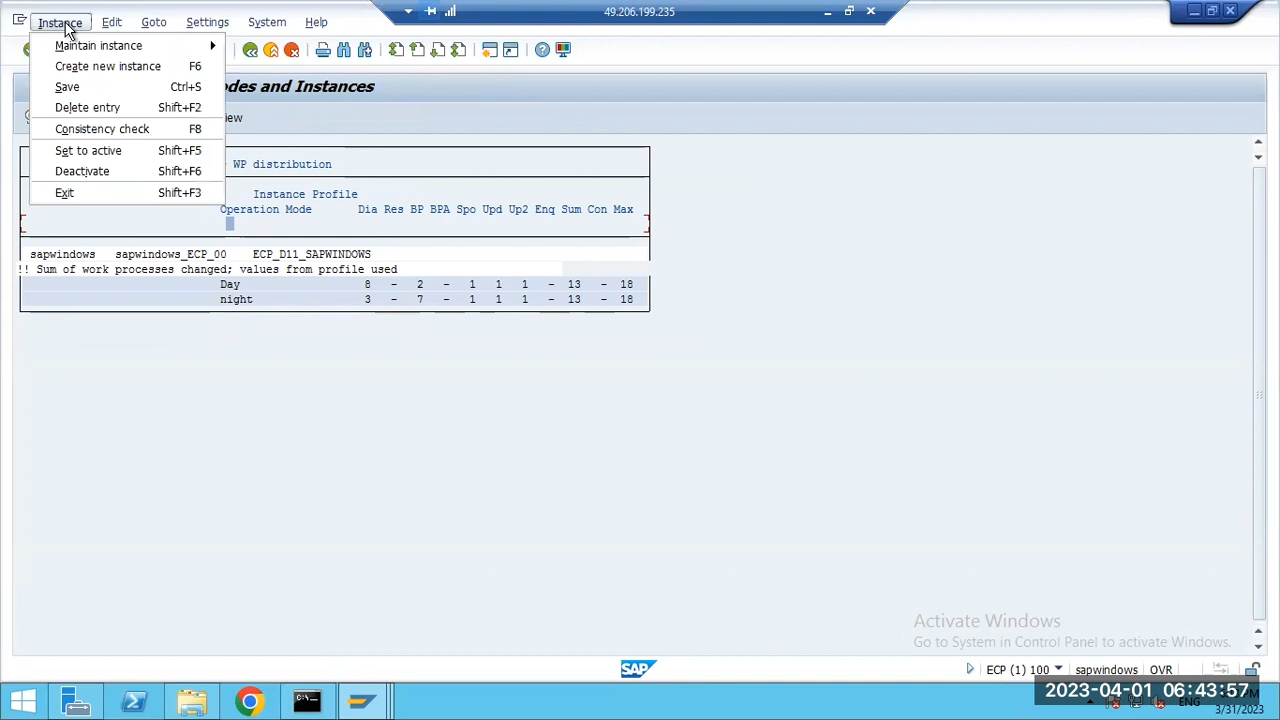 49.206.199.235
Instance Edit Goto Settings System Help
Maintain instance
Create new instance F6
Save Ctrl+S
Delete entry Shift+F2
Consistency check F8
Set to active Shift+F5
Deactivate Shift+F6
Exit Shift+F3
odes and Instances
ew
WP distribution
Instance Profile
Operation Mode Dia Res BP BPA Spo Upd Up2 Enq Sum Con Max
sapwindows sapwindows_ECP_00 ECP_D11_SAPWINDOWS
!! Sum of work processes changed; values from profile used
Day 8 - 2 - 1 1 1 - 13 - 18
night 3 - 7 - 1 1 1 - 13 - 18
Activate Windows
Go to System in Control Panel to activate Windows.
SAP
ECP (1) 100 sapwindows OVR
2023-04-01 06:43:57
ENG
3/31/2023